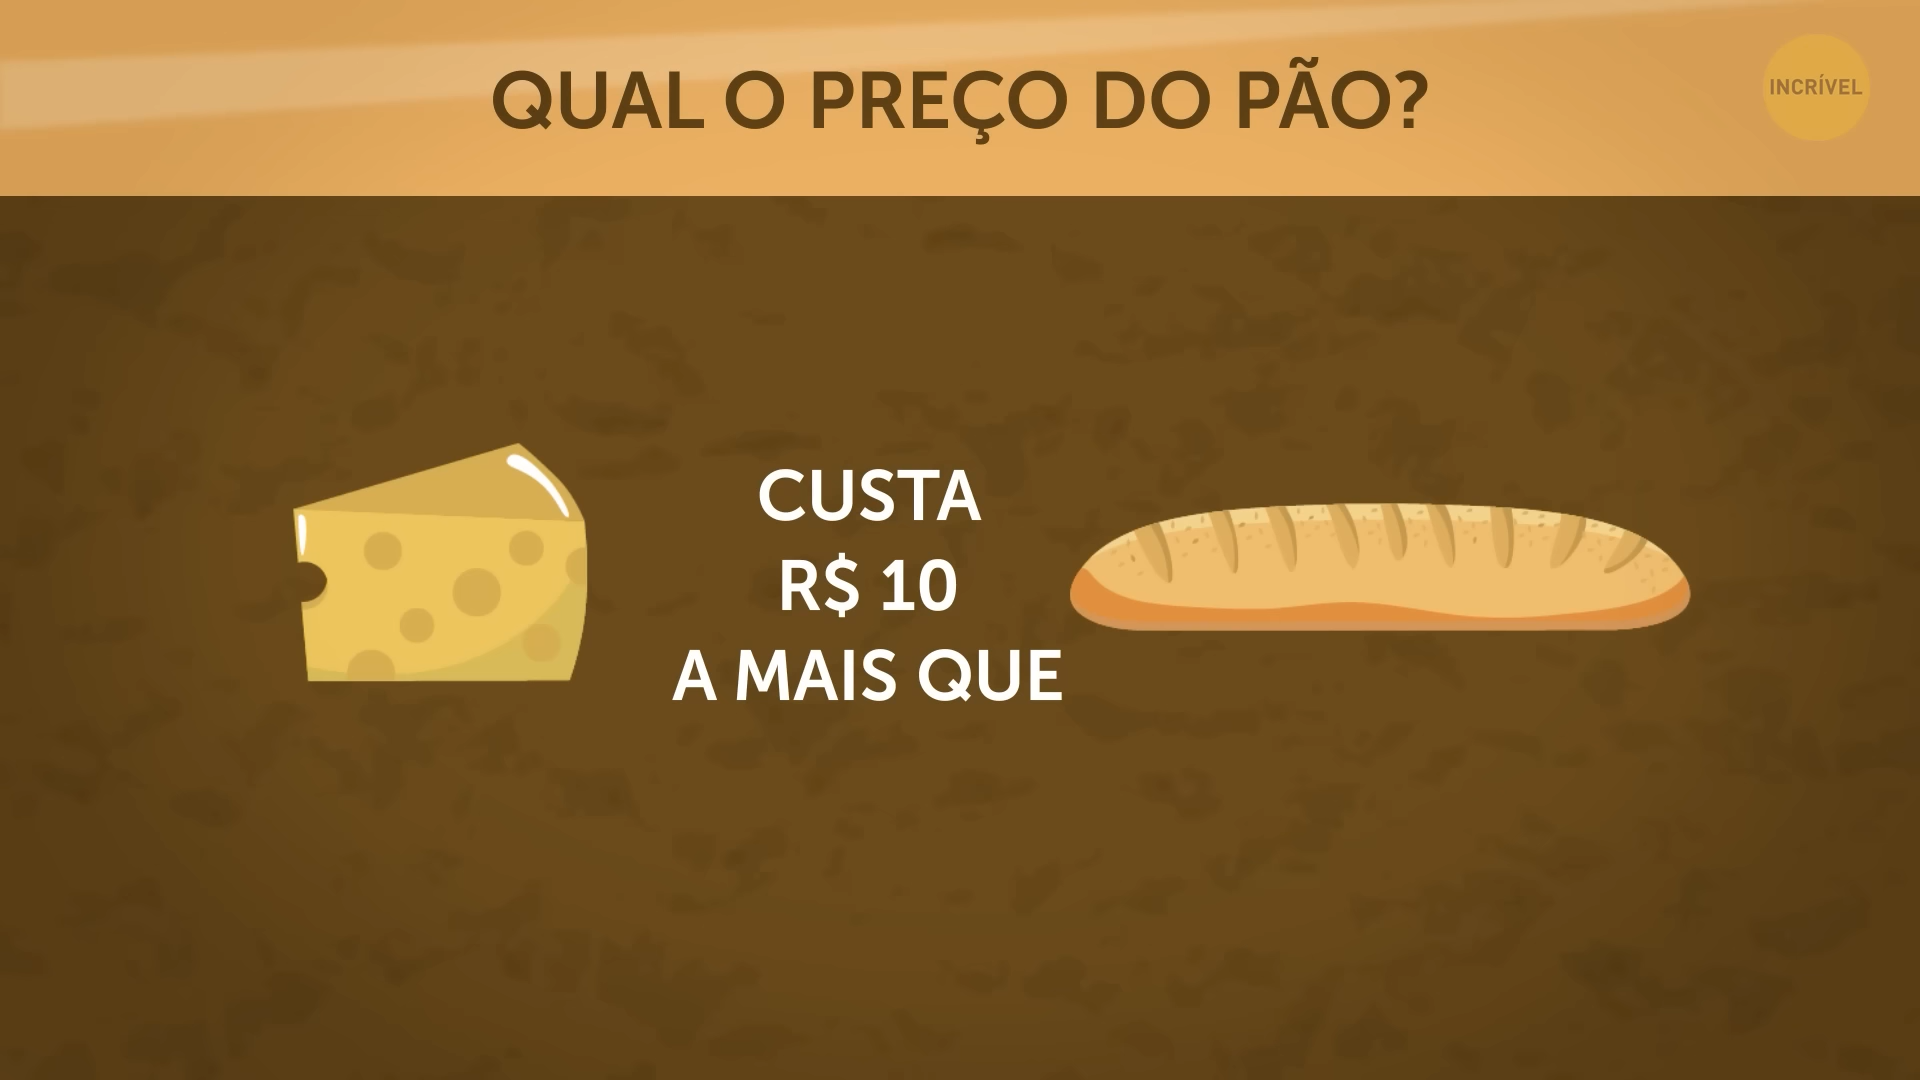 QUAL O PREÇO DO PÃO?
INCRÍVEL
CUSTA
R$ 10
A MAIS QUE